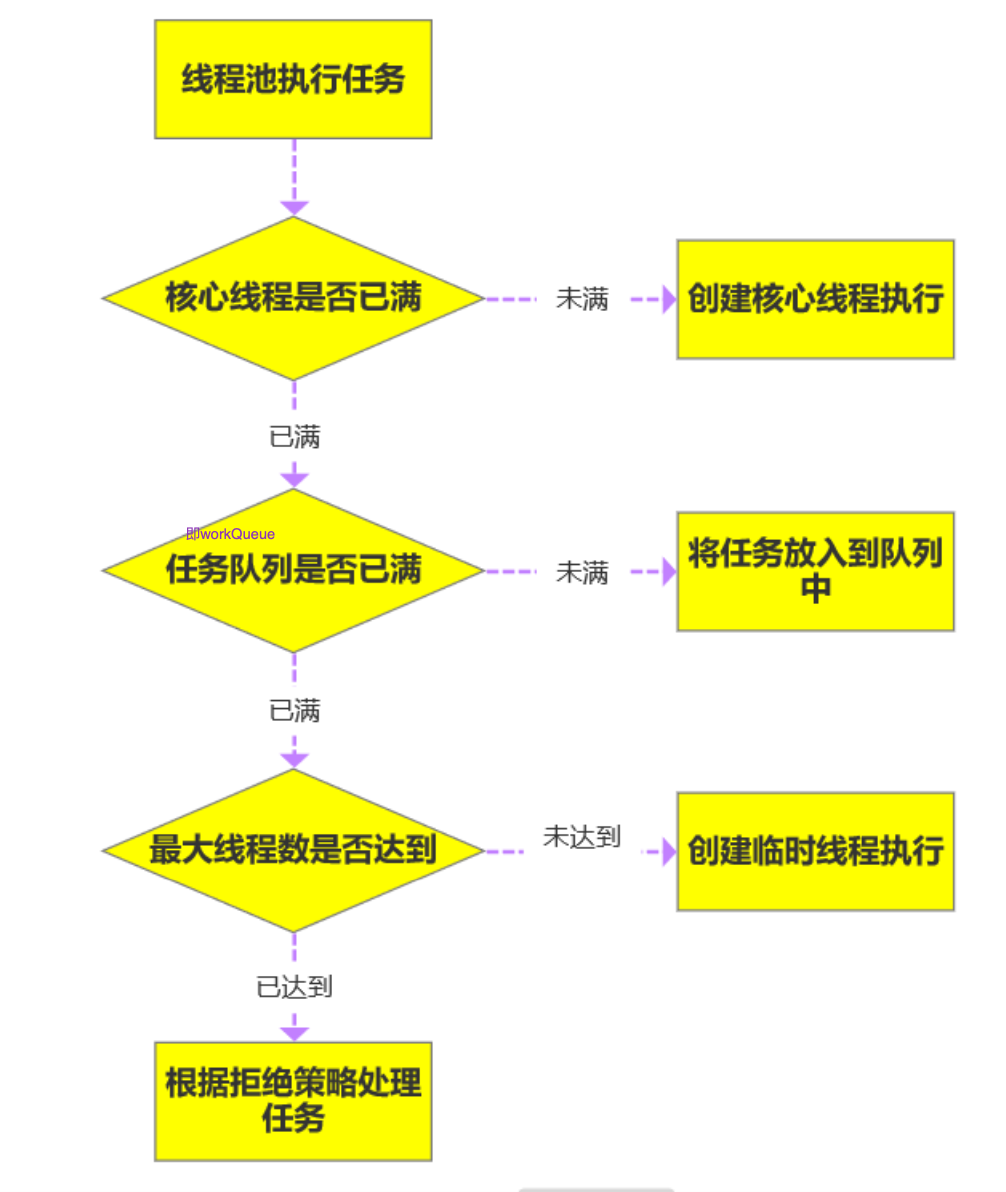 线程池执行任务
核心线程是否已满
未满
创建核心线程执行
已满
即workQueue
任务队列是否已满
未满
将任务放入到队列
中
已满
最大线程数是否达到
未达到
创建临时线程执行
已达到
根据拒绝策略处理
任务